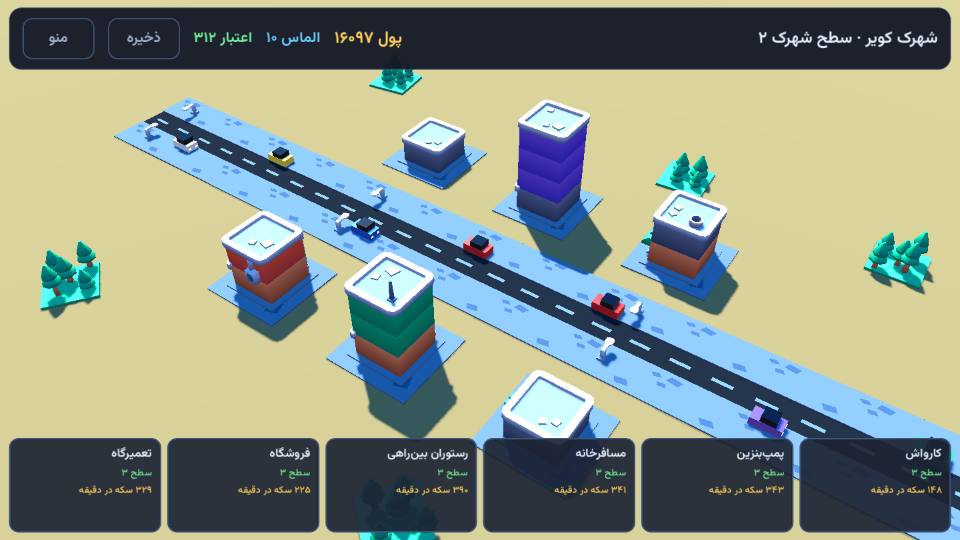 شهرک کویر · سطح شهرک ۲
پول ۱۶۰۹۷
الماس ۱۰
اعتبار ۳۱۲
ذخیره
منو
کارواش
سطح ۳
۱۴۸ سکه در دقیقه
پمپ‌بنزین
سطح ۳
۳۴۳ سکه در دقیقه
مسافرخانه
سطح ۳
۳۴۱ سکه در دقیقه
رستوران بین‌راهی
سطح ۳
۳۹۰ سکه در دقیقه
فروشگاه
سطح ۳
۲۲۵ سکه در دقیقه
تعمیرگاه
سطح ۳
۳۲۹ سکه در دقیقه